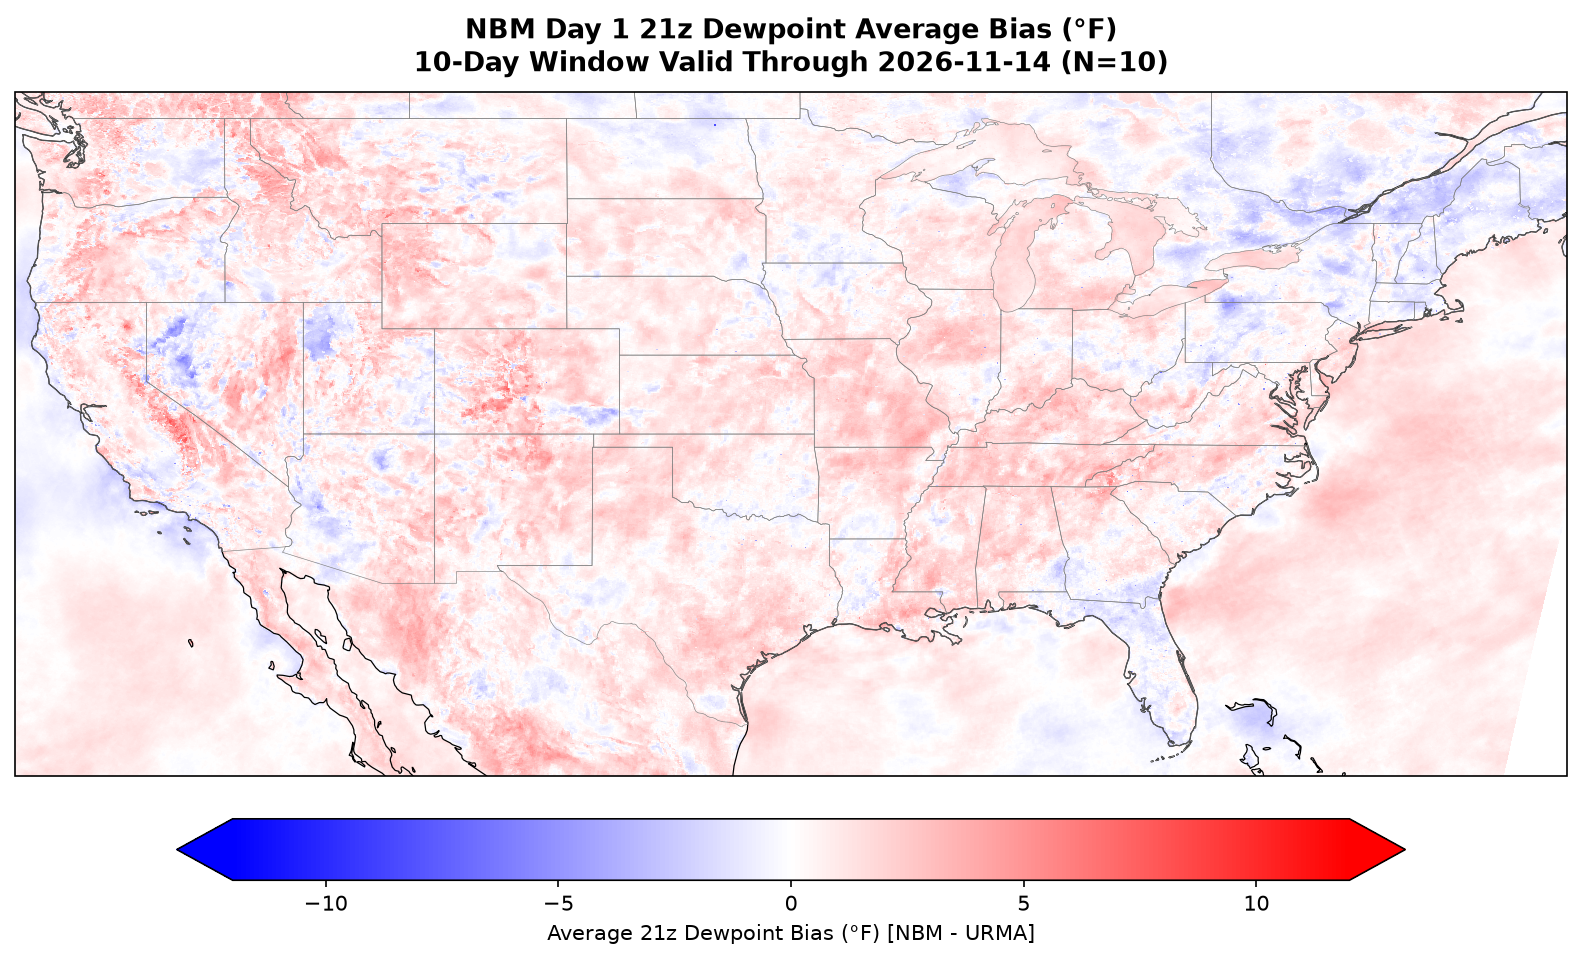 NBM Day 1 21z Dewpoint Average Bias (°F)
10-Day Window Valid Through 2026-11-14 (N=10)
−10 −5 0 5 10
Average 21z Dewpoint Bias (°F) [NBM - URMA]